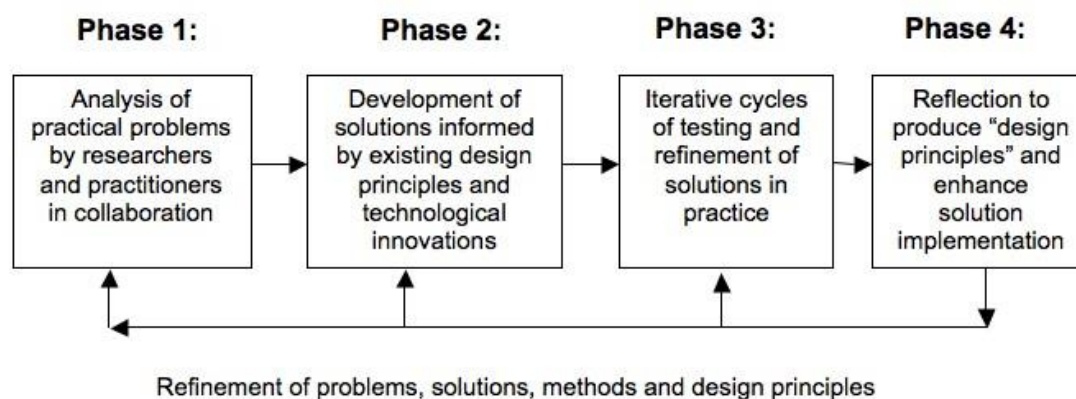 Phase 1:
Analysis of
practical problems
by researchers
and practitioners
in collaboration
Phase 2:
Development of
solutions informed
by existing design
principles and
technological
innovations
Phase 3:
Iterative cycles
of testing and
refinement of
solutions in
practice
Phase 4:
Reflection to
produce “design
principles” and
enhance
solution
implementation
Refinement of problems, solutions, methods and design principles